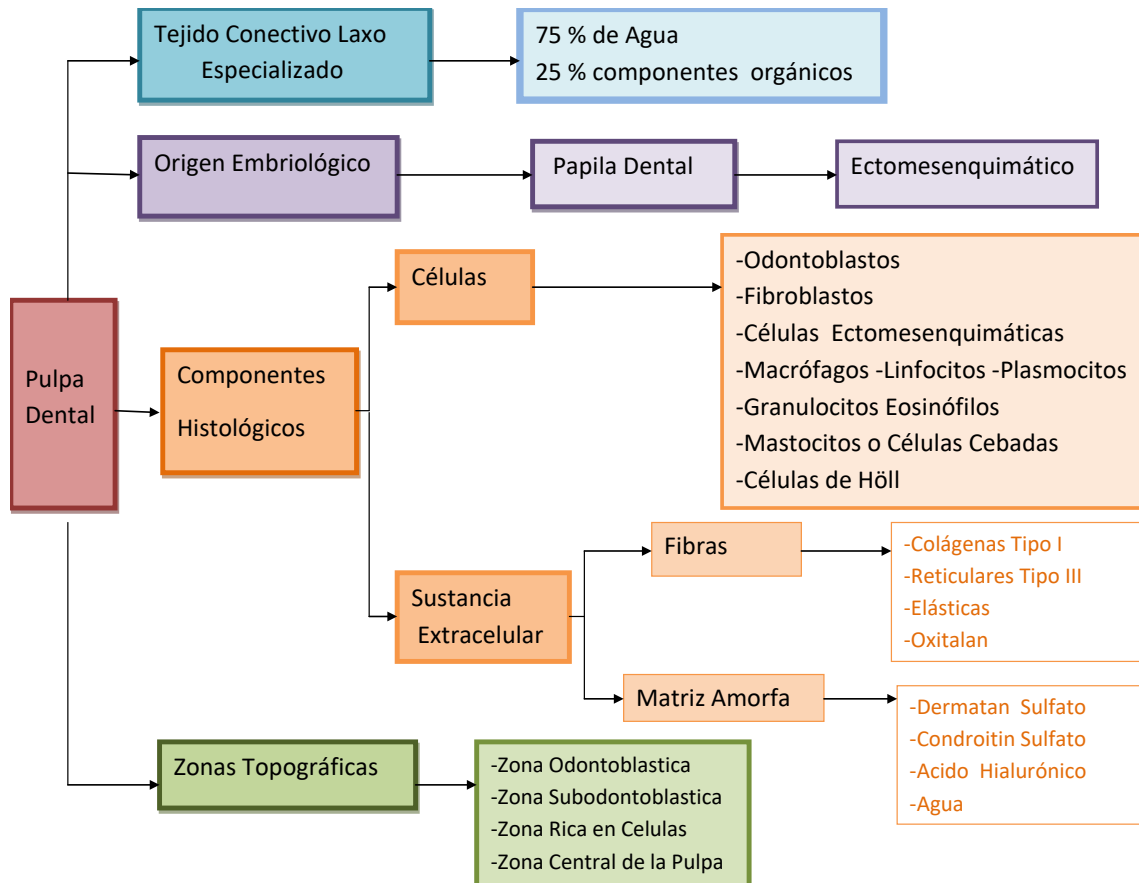 Tejido Conectivo Laxo
Especializado
75 % de Agua
25 % componentes orgánicos
Origen Embriológico
Papila Dental
Ectomesenquimático
Pulpa
Dental
Componentes
Histológicos
Células
-Odontoblastos
-Fibroblastos
-Células Ectomesenquimáticas
-Macrófagos -Linfocitos -Plasmocitos
-Granulocitos Eosinófilos
-Mastocitos o Células Cebadas
-Células de Höll
Sustancia
Extracelular
Fibras
-Colágenas Tipo I
-Reticulares Tipo III
-Elásticas
-Oxitalan
Matriz Amorfa
-Dermatan Sulfato
-Condroitin Sulfato
-Acido Hialurónico
-Agua
Zonas Topográficas
-Zona Odontoblastica
-Zona Subodontoblastica
-Zona Rica en Celulas
-Zona Central de la Pulpa